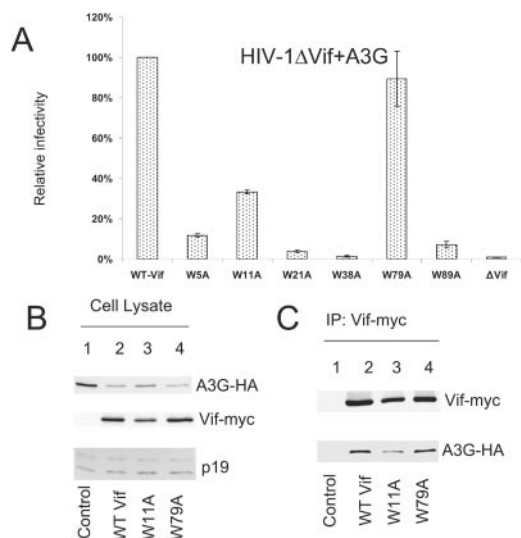 A
HIV-1ΔVif+A3G
Relative infectivity
120%
100%
80%
60%
40%
20%
0%
WT-Vif W5A W11A W21A W38A W79A W89A ΔVif
B
Cell Lysate
1 2 3 4
A3G-HA
Vif-myc
p19
Control WT Vif W11A W79A
C
IP: Vif-myc
1 2 3 4
Vif-myc
A3G-HA
Control WT Vif W11A W79A